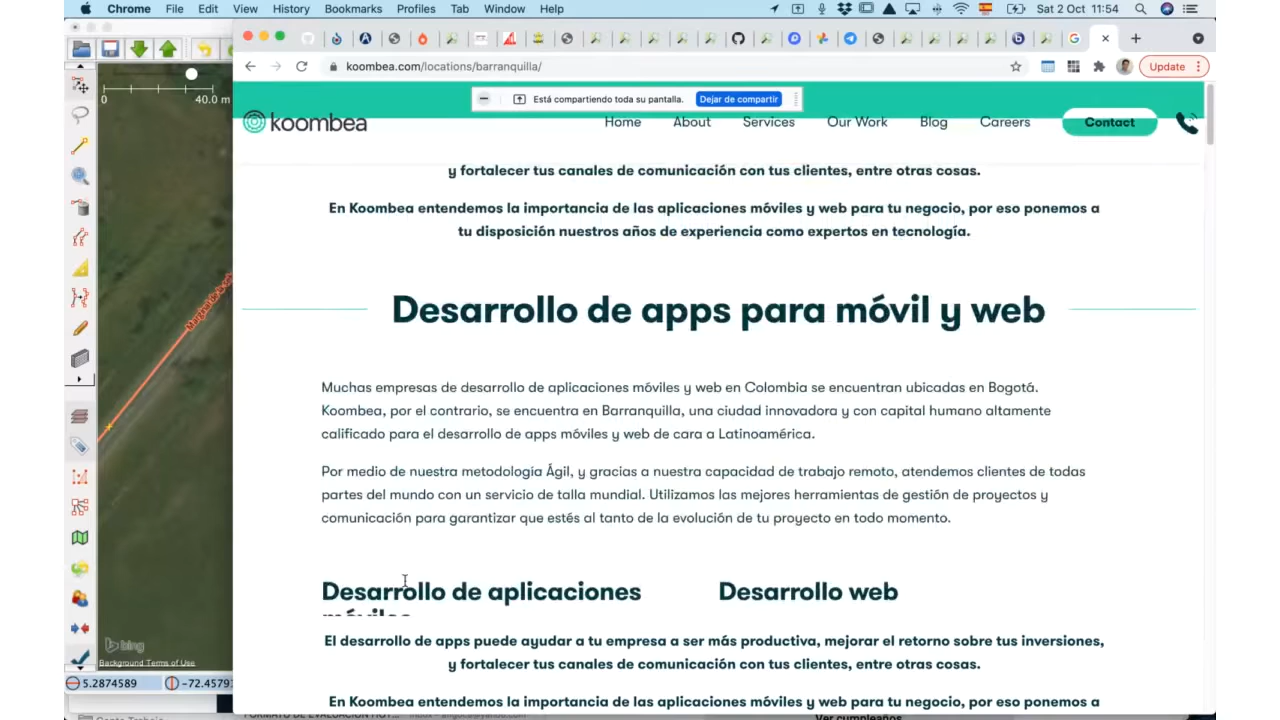 Chrome File Edit View History Bookmarks Profiles Tab Window Help Sat 2 Oct 11:54
koombea.com/locations/barranquilla/ Update
0 40.0 m
Está compartiendo toda su pantalla. Dejar de compartir
koombea Home About Services Our Work Blog Careers Contact
y fortalecer tus canales de comunicación con tus clientes, entre otras cosas.
En Koombea entendemos la importancia de las aplicaciones móviles y web para tu negocio, por eso ponemos a
tu disposición nuestros años de experiencia como expertos en tecnología.
Desarrollo de apps para móvil y web
Muchas empresas de desarrollo de aplicaciones móviles y web en Colombia se encuentran ubicadas en Bogotá.
Koombea, por el contrario, se encuentra en Barranquilla, una ciudad innovadora y con capital humano altamente
calificado para el desarrollo de apps móviles y web de cara a Latinoamérica.
Por medio de nuestra metodología Ágil, y gracias a nuestra capacidad de trabajo remoto, atendemos clientes de todas
partes del mundo con un servicio de talla mundial. Utilizamos las mejores herramientas de gestión de proyectos y
comunicación para garantizar que estés al tanto de la evolución de tu proyecto en todo momento.
Desarrollo de aplicaciones Desarrollo web
móviles
El desarrollo de apps puede ayudar a tu empresa a ser más productiva, mejorar el retorno sobre tus inversiones,
y fortalecer tus canales de comunicación con tus clientes, entre otras cosas.
En Koombea entendemos la importancia de las aplicaciones móviles y web para tu negocio, por eso ponemos a
Marginal de la
bing
Background Terms of Use
5.2874589 -72.4579
FORMATO DE EVALUACIÓN
Ver cumpleaños